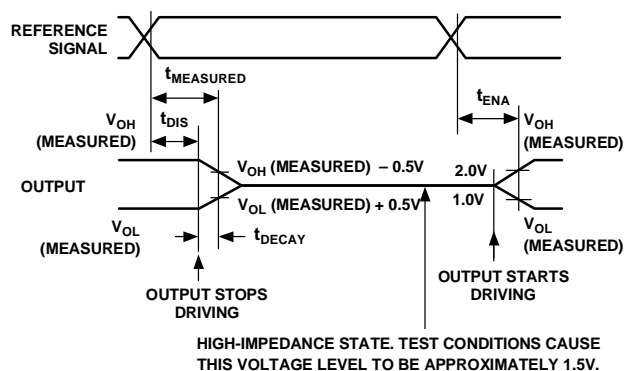 REFERENCE
SIGNAL
tMEASURED
tENA
VOH
(MEASURED)
tDIS
VOH
(MEASURED)
VOH (MEASURED) – 0.5V
2.0V
OUTPUT
VOL (MEASURED) + 0.5V
1.0V
VOL
(MEASURED)
tDECAY
VOL
(MEASURED)
OUTPUT STOPS
DRIVING
OUTPUT STARTS
DRIVING
HIGH-IMPEDANCE STATE. TEST CONDITIONS CAUSE
THIS VOLTAGE LEVEL TO BE APPROXIMATELY 1.5V.